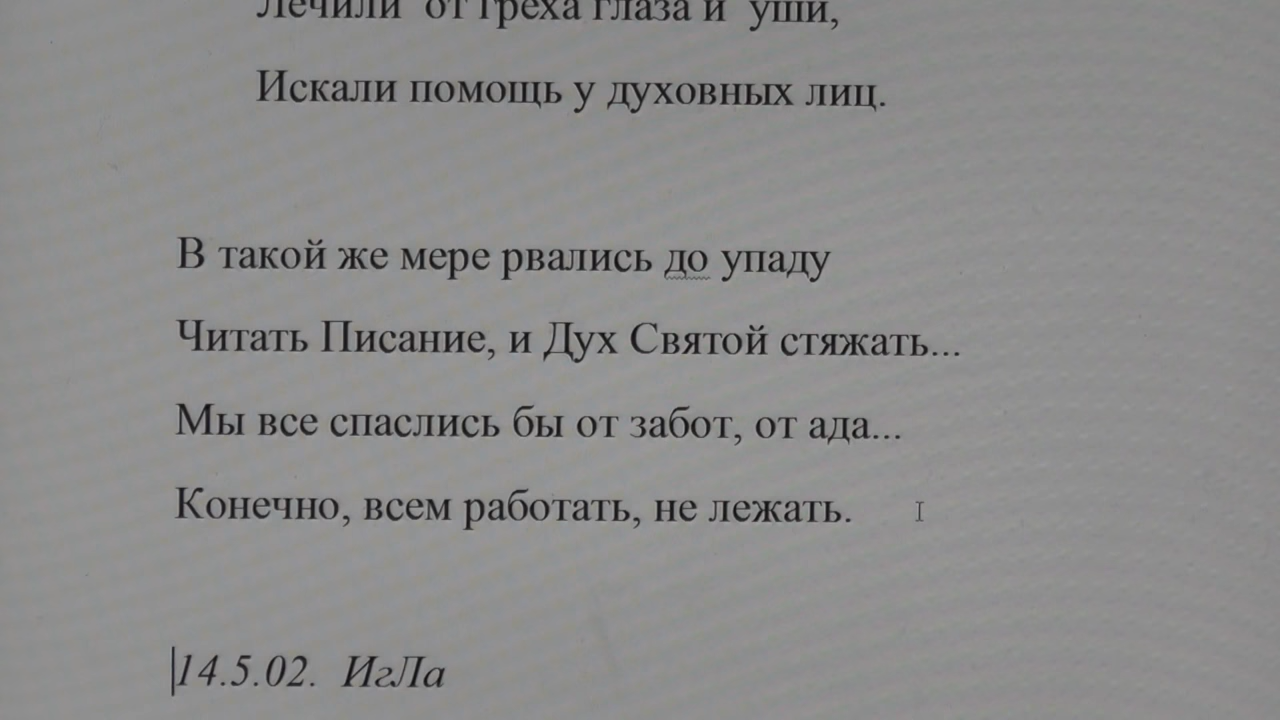 Лечили от греха глаза и уши,
Искали помощь у духовных лиц.
В такой же мере рвались до упаду
Читать Писание, и Дух Святой стяжать...
Мы все спаслись бы от забот, от ада...
Конечно, всем работать, не лежать.
14.5.02. ИгЛа